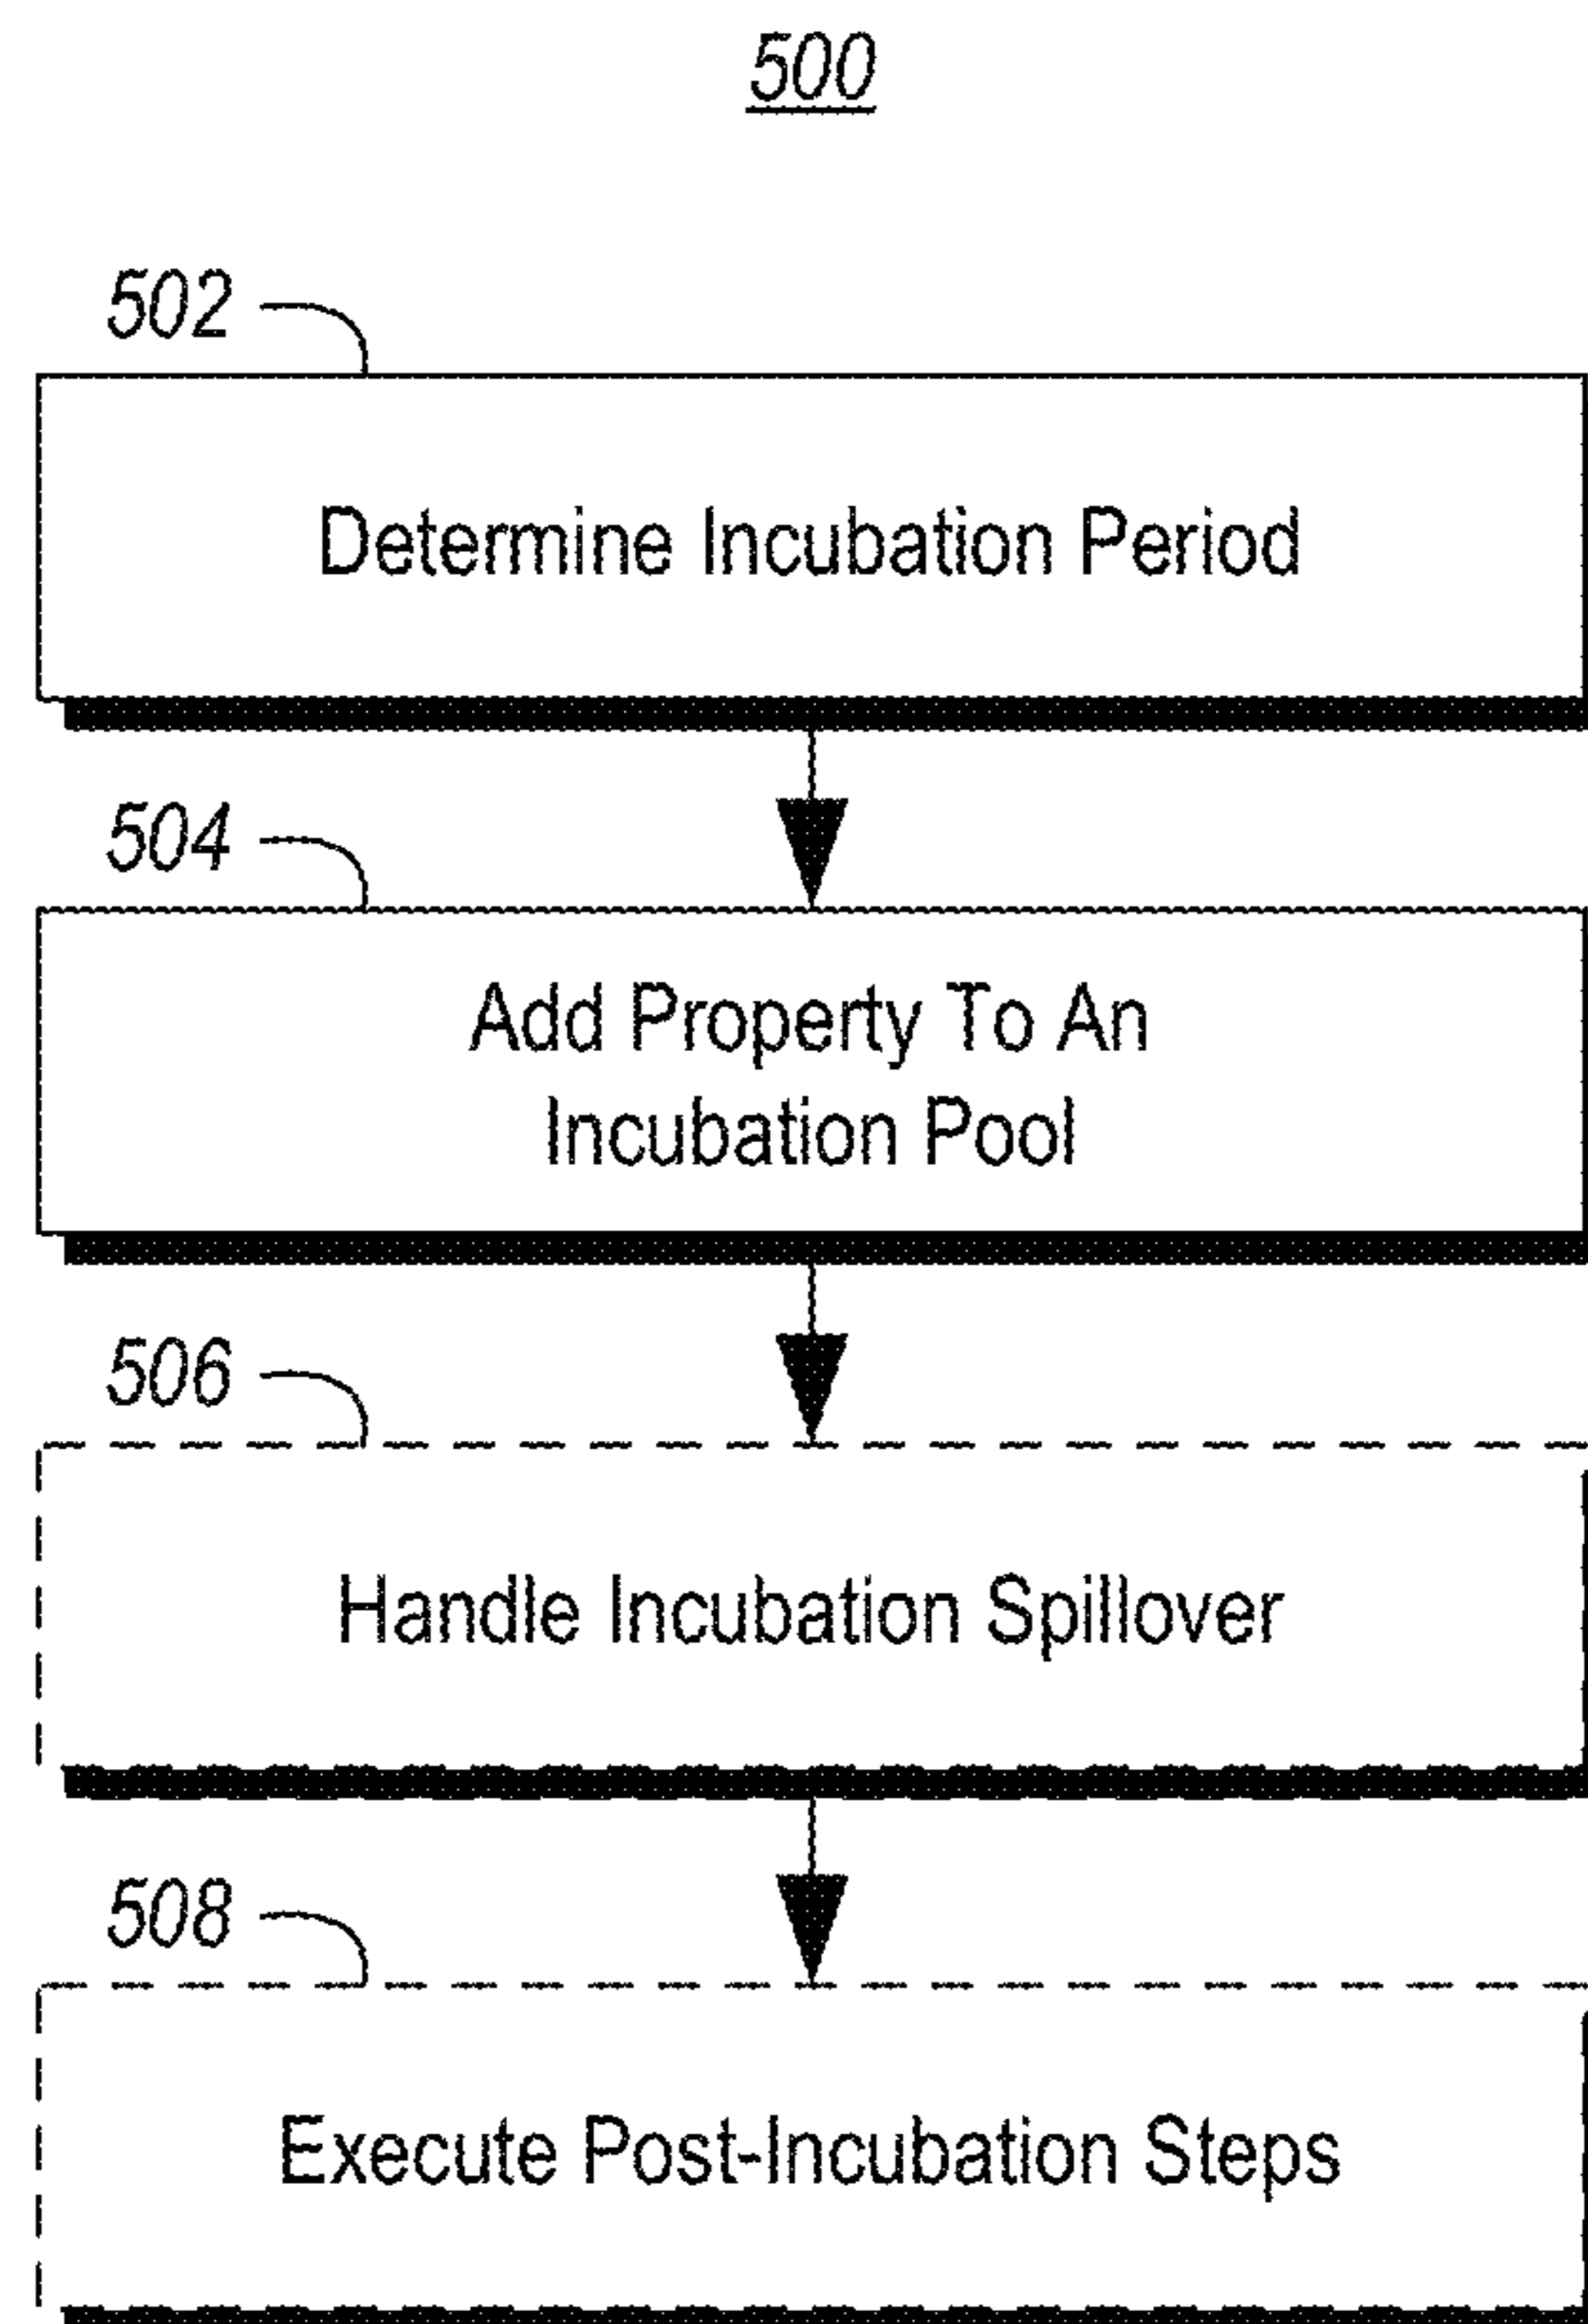 500
502
Determine Incubation Period
504
Add Property To An
Incubation Pool
506
Handle Incubation Spillover
508
Execute Post-Incubation Steps